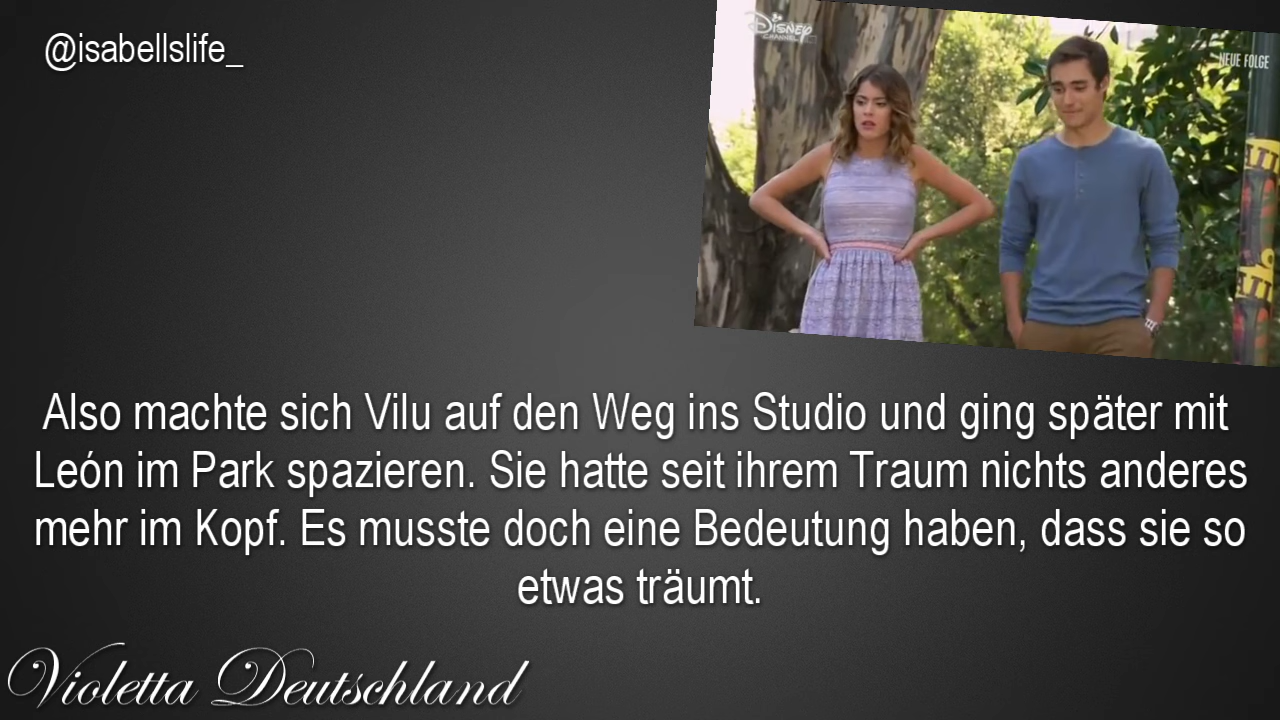 @isabellslife_
Disney
CHANNEL
NEUE FOLGE
Also machte sich Vilu auf den Weg ins Studio und ging später mit
León im Park spazieren. Sie hatte seit ihrem Traum nichts anderes
mehr im Kopf. Es musste doch eine Bedeutung haben, dass sie so
etwas träumt.
Violetta Deutschland